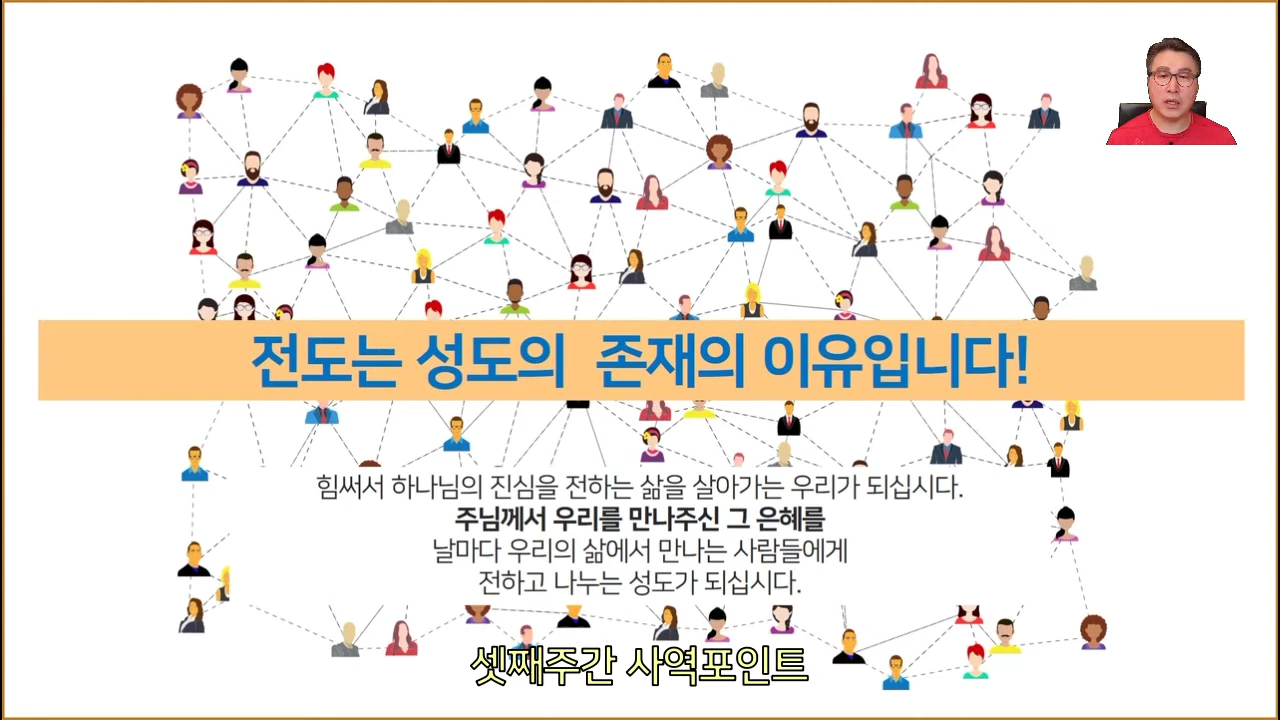 전도는 성도의 존재의 이유입니다!
힘써서 하나님의 진심을 전하는 삶을 살아가는 우리가 되십시다.
주님께서 우리를 만나주신 그 은혜를
날마다 우리의 삶에서 만나는 사람들에게
전하고 나누는 성도가 되십시다.
셋째주간 사역포인트